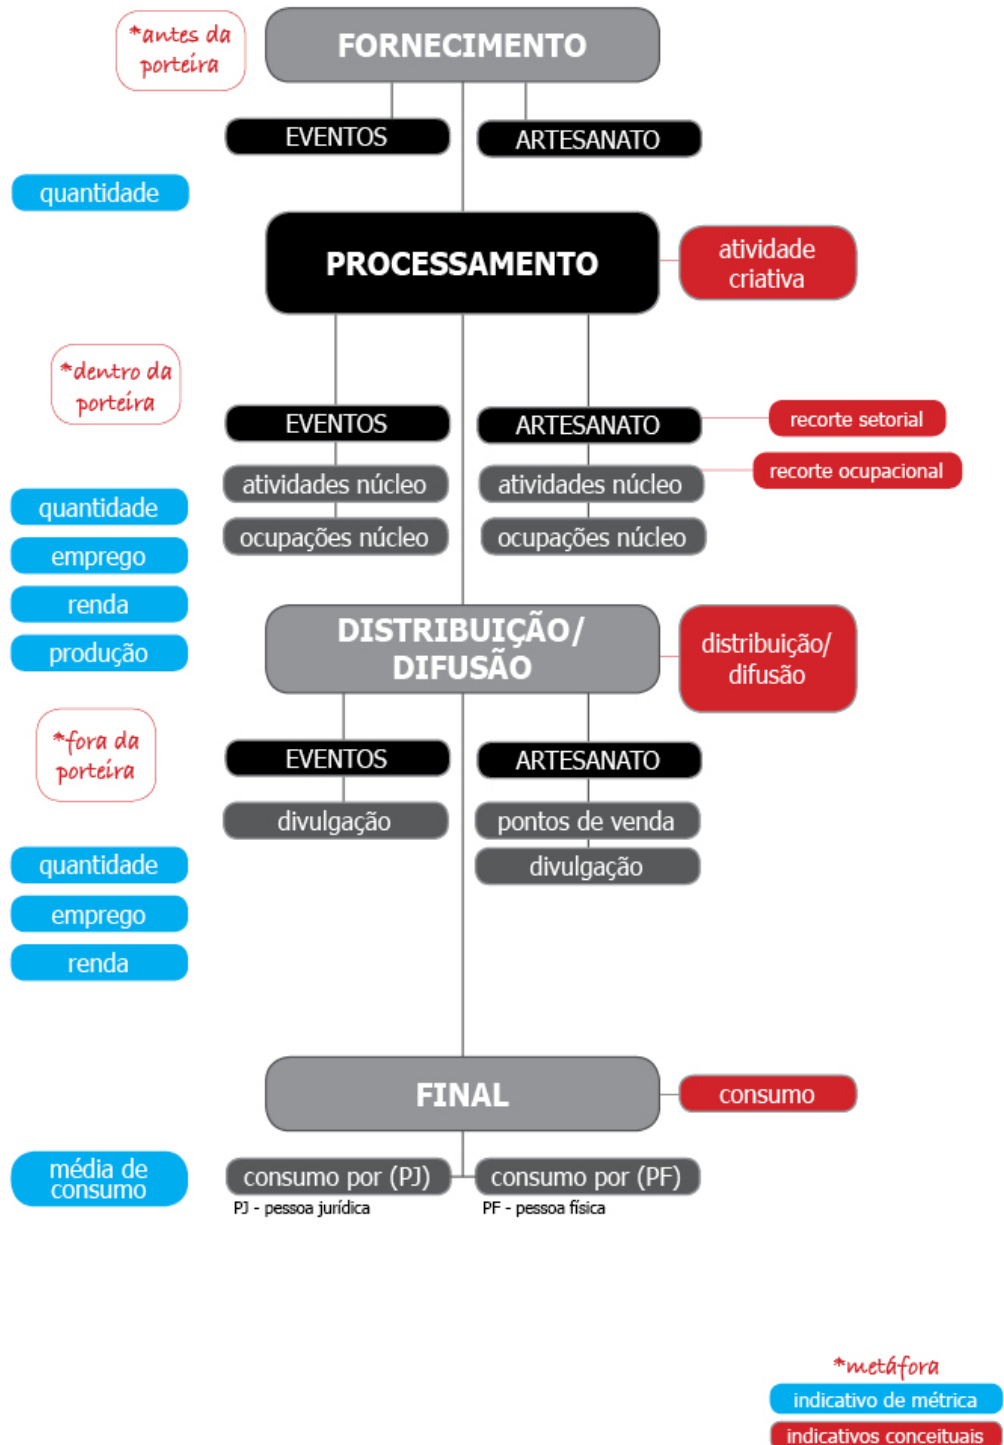 *antes da
porteira
FORNECIMENTO
EVENTOS
ARTESANATO
quantidade
PROCESSAMENTO
atividade
criativa
*dentro da
porteira
EVENTOS
ARTESANATO
recorte setorial
atividades núcleo
atividades núcleo
recorte ocupacional
quantidade
ocupações núcleo
ocupações núcleo
emprego
renda
produção
DISTRIBUIÇÃO/
DIFUSÃO
distribuição/
difusão
*fora da
porteira
EVENTOS
ARTESANATO
divulgação
pontos de venda
divulgação
quantidade
emprego
renda
FINAL
consumo
média de
consumo
consumo por (PJ)
consumo por (PF)
PJ - pessoa jurídica
PF - pessoa física
*metáfora
indicativo de métrica
indicativos conceituais